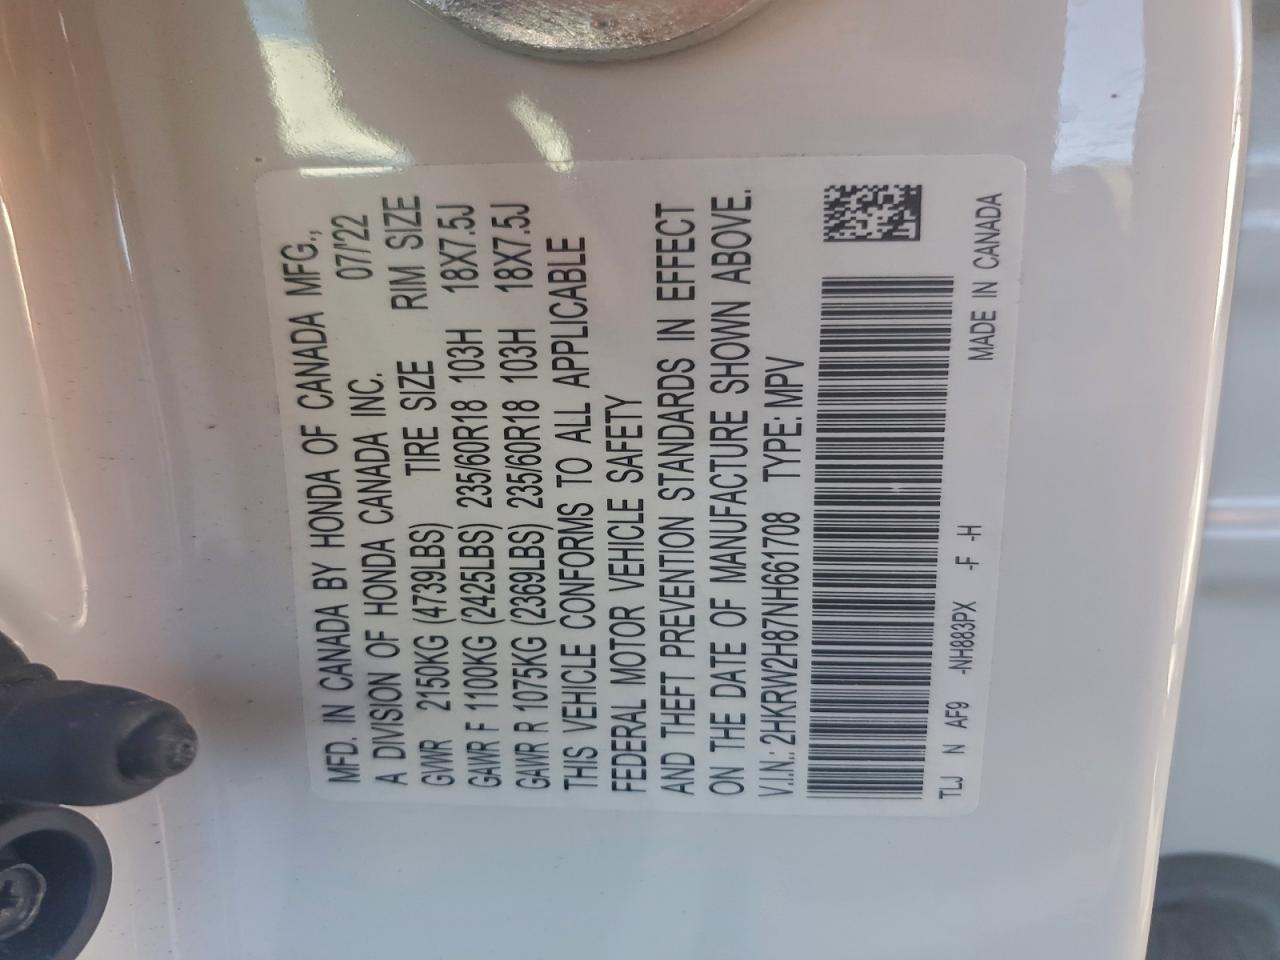 MFD. IN CANADA BY HONDA OF CANADA MFG.,
A DIVISION OF HONDA CANADA INC. 07/'22
GVWR 2150KG (4739LBS) TIRE SIZE RIM SIZE
GAWR F 1100KG (2425LBS) 235/60R18 103H 18X7.5J
GAWR R 1075KG (2369LBS) 235/60R18 103H 18X7.5J
THIS VEHICLE CONFORMS TO ALL APPLICABLE
FEDERAL MOTOR VEHICLE SAFETY
AND THEFT PREVENTION STANDARDS IN EFFECT
ON THE DATE OF MANUFACTURE SHOWN ABOVE.
V.I.N.: 2HKRW2H87NH661708 TYPE: MPV
TLJ N AF9 -NH883PX -F -H MADE IN CANADA